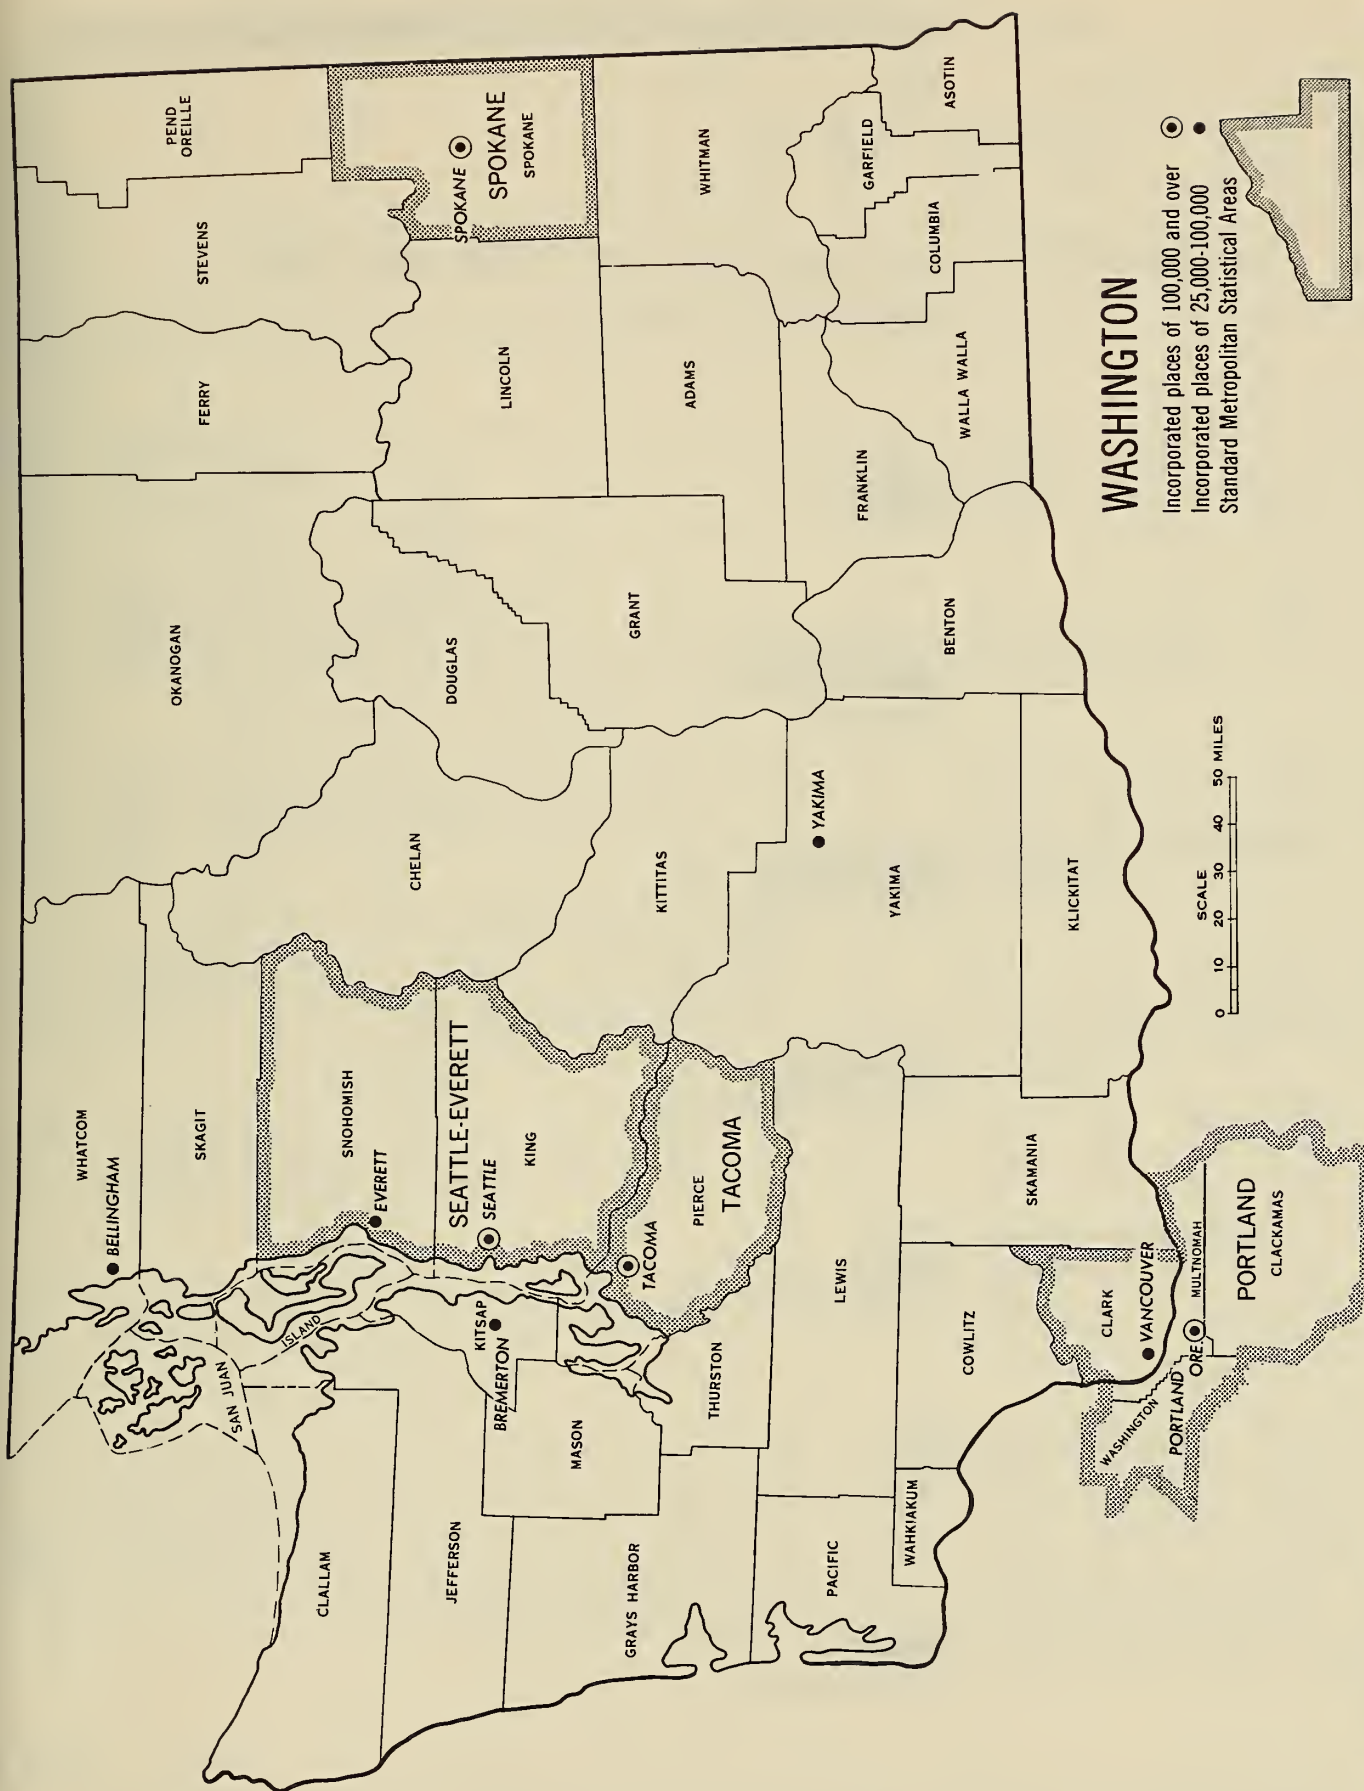 WASHINGTON
Incorporated places of 100,000 and over
Incorporated places of 25,000-100,000
Standard Metropolitan Statistical Areas
SCALE
0 10 20 30 40 50 MILES
WHATCOM
BELLINGHAM
SKAGIT
SAN JUAN
ISLAND
SNOHOMISH
EVERETT
SEATTLE-EVERETT
SEATTLE
KING
CLALLAM
JEFFERSON
KITSAP
BREMERTON
MASON
GRAYS HARBOR
THURSTON
TACOMA
PIERCE
TACOMA
PACIFIC
LEWIS
WAHKIAKUM
COWLITZ
SKAMANIA
CLARK
VANCOUVER
WASHINGTON
PORTLAND
ORE
MULTNOMAH
PORTLAND
CLACKAMAS
OKANOGAN
CHELAN
DOUGLAS
KITTITAS
GRANT
YAKIMA
YAKIMA
KLICKITAT
BENTON
FERRY
STEVENS
PEND
OREILLE
LINCOLN
SPOKANE
SPOKANE
SPOKANE
ADAMS
WHITMAN
FRANKLIN
WALLA WALLA
COLUMBIA
GARFIELD
ASOTIN